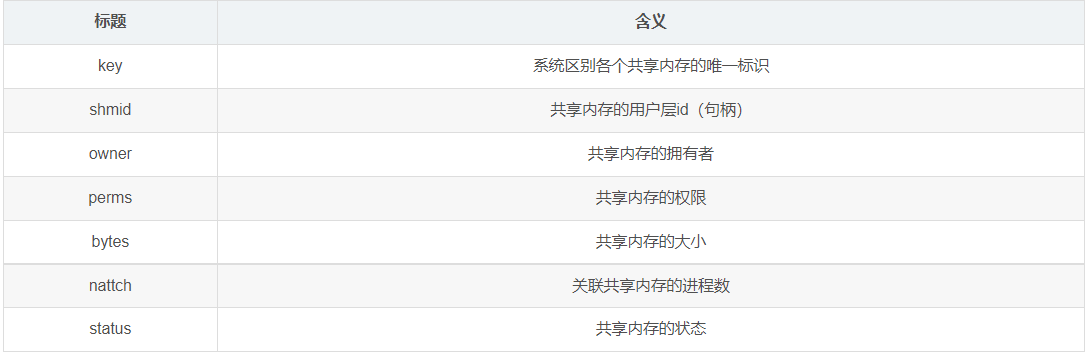 标题 含义
key 系统区别各个共享内存的唯一标识
shmid 共享内存的用户层id（句柄）
owner 共享内存的拥有者
perms 共享内存的权限
bytes 共享内存的大小
nattch 关联共享内存的进程数
status 共享内存的状态